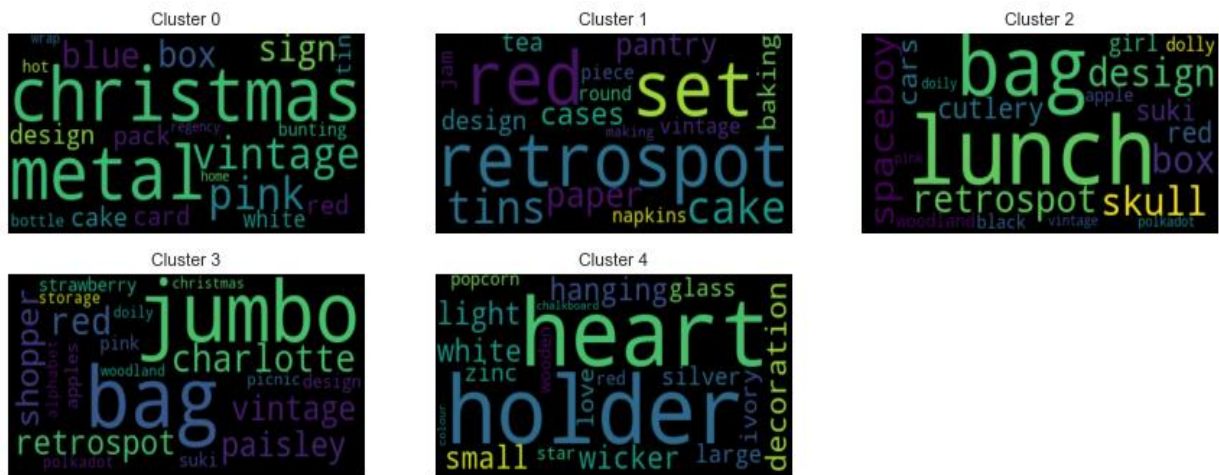 Cluster 0
wrap
blue box sign tin
hot
christmas
design pack regency bunting
metal vintage
home pink red
bottle cake card white
Cluster 1
tea pantry
jam red piece set baking
round
design cases making vintage
retrospot
tins paper napkins cake
Cluster 2
spaceboy cars bag girl dolly
doily design
cutlery apple suki
lunch red
pink box
retrospot skull
woodland black vintage polkadot
Cluster 3
strawberry christmas
storage jumbo
shopper red doily
alphabet apples pink charlotte
woodland picnic design
bag vintage
retrospot paisley
polkadot suki
Cluster 4
popcorn hanging glass decoration
chalkboard
light heart
white wooden
zinc love red silver ivory
colour holder
small star wicker large